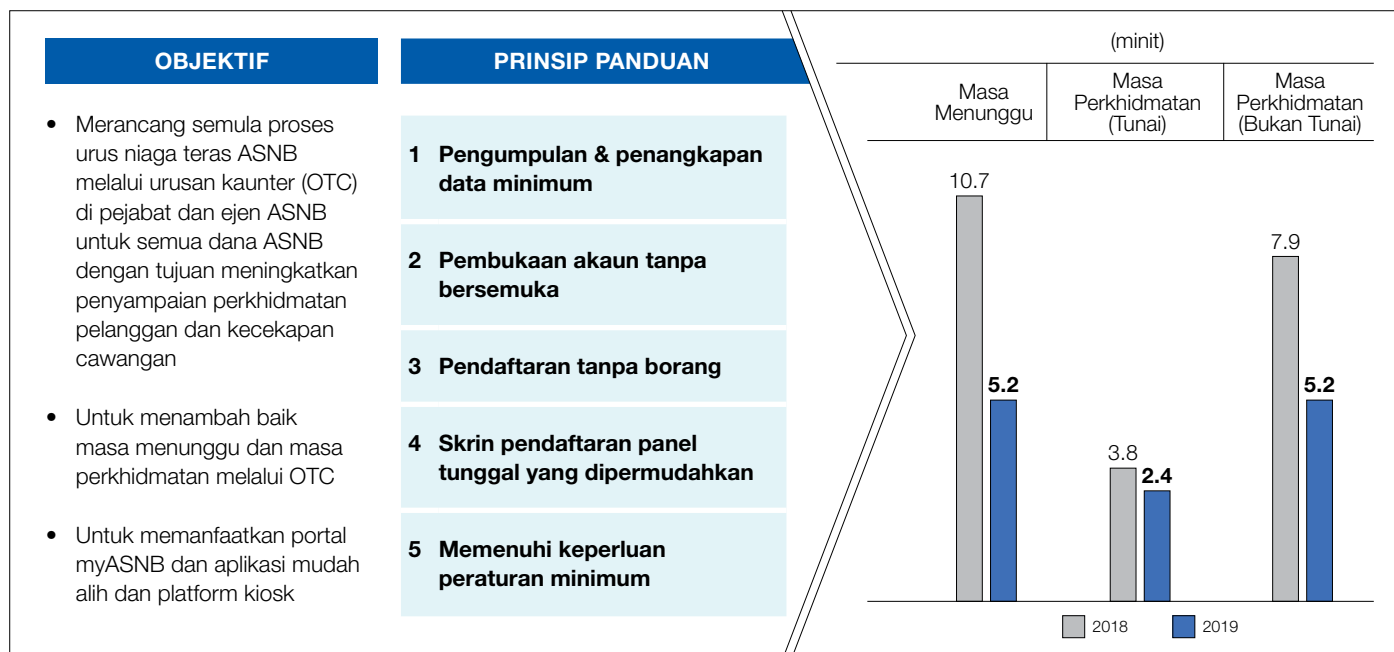 OBJEKTIF
• Merancang semula proses
urus niaga teras ASNB
melalui urusan kaunter (OTC)
di pejabat dan ejen ASNB
untuk semua dana ASNB
dengan tujuan meningkatkan
penyampaian perkhidmatan
pelanggan dan kecekapan
cawangan
• Untuk menambah baik
masa menunggu dan masa
perkhidmatan melalui OTC
• Untuk memanfaatkan portal
myASNB dan aplikasi mudah
alih dan platform kiosk
PRINSIP PANDUAN
1 Pengumpulan & penangkapan
data minimum
2 Pembukaan akaun tanpa
bersemuka
3 Pendaftaran tanpa borang
4 Skrin pendaftaran panel
tunggal yang dipermudahkan
5 Memenuhi keperluan
peraturan minimum
(minit)
Masa
Menunggu
Masa
Perkhidmatan
(Tunai)
Masa
Perkhidmatan
(Bukan Tunai)
10.7
5.2
3.8
2.4
7.9
5.2
2018
2019